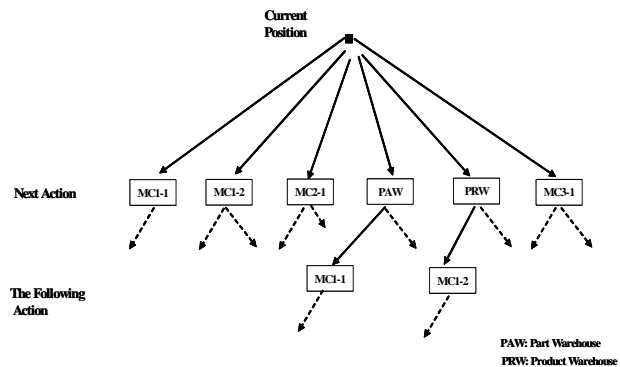 Current
Position
Next Action
MC1-1
MC1-2
MC2-1
PAW
PRW
MC3-1
The Following
Action
MC1-1
MC1-2
PAW: Part Warehouse
PRW: Product Warehouse